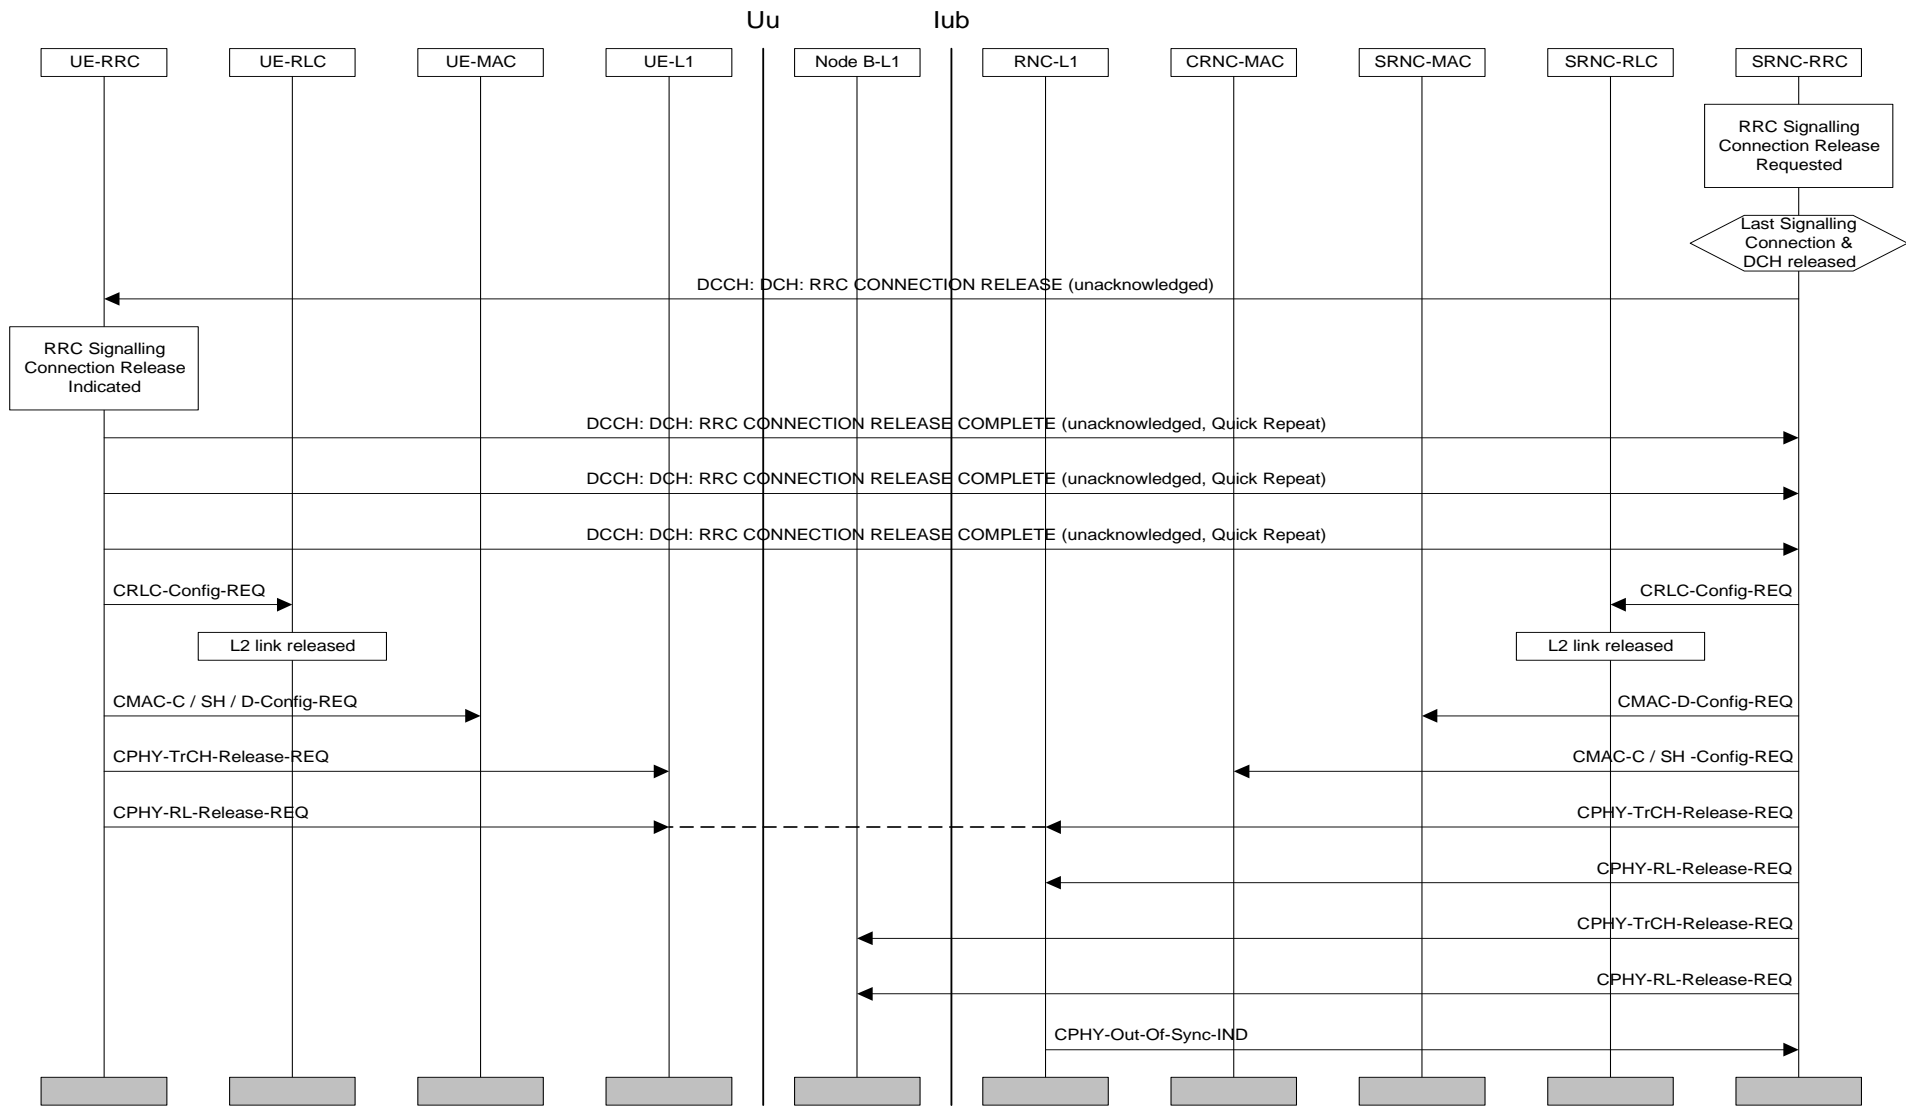 Uu
Iub
UE-RRC
UE-RLC
UE-MAC
UE-L1
Node B-L1
RNC-L1
CRNC-MAC
SRNC-MAC
SRNC-RLC
SRNC-RRC
RRC Signalling
Connection Release
Requested
Last Signalling
Connection &
DCH released
DCCH: DCH: RRC CONNECTION RELEASE (unacknowledged)
RRC Signalling
Connection Release
Indicated
DCCH: DCH: RRC CONNECTION RELEASE COMPLETE (unacknowledged, Quick Repeat)
DCCH: DCH: RRC CONNECTION RELEASE COMPLETE (unacknowledged, Quick Repeat)
DCCH: DCH: RRC CONNECTION RELEASE COMPLETE (unacknowledged, Quick Repeat)
CRLC-Config-REQ
CRLC-Config-REQ
L2 link released
L2 link released
CMAC-C / SH / D-Config-REQ
CMAC-D-Config-REQ
CPHY-TrCH-Release-REQ
CMAC-C / SH -Config-REQ
CPHY-RL-Release-REQ
CPHY-TrCH-Release-REQ
CPHY-RL-Release-REQ
CPHY-TrCH-Release-REQ
CPHY-RL-Release-REQ
CPHY-Out-Of-Sync-IND